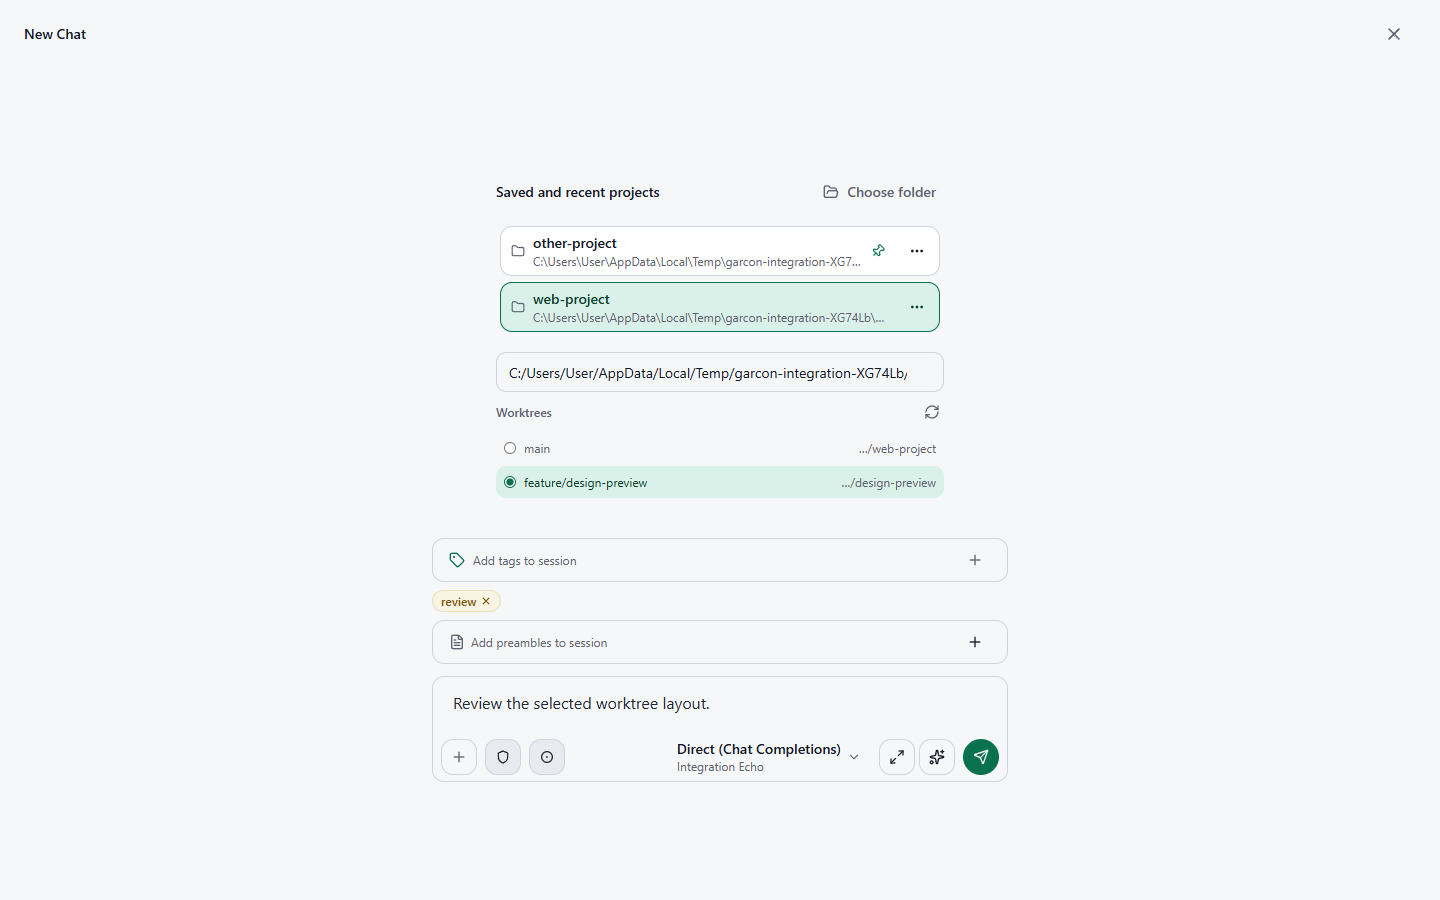 New Chat
Saved and recent projects
Choose folder
other-project
C:\Users\User\AppData\Local\Temp\garcon-integration-XG7...
web-project
C:\Users\User\AppData\Local\Temp\garcon-integration-XG74Lb\...
C:/Users/User/AppData/Local/Temp/garcon-integration-XG74Lb/
Worktrees
main .../web-project
feature/design-preview .../design-preview
Add tags to session
review
Add preambles to session
Review the selected worktree layout.
Direct (Chat Completions)
Integration Echo